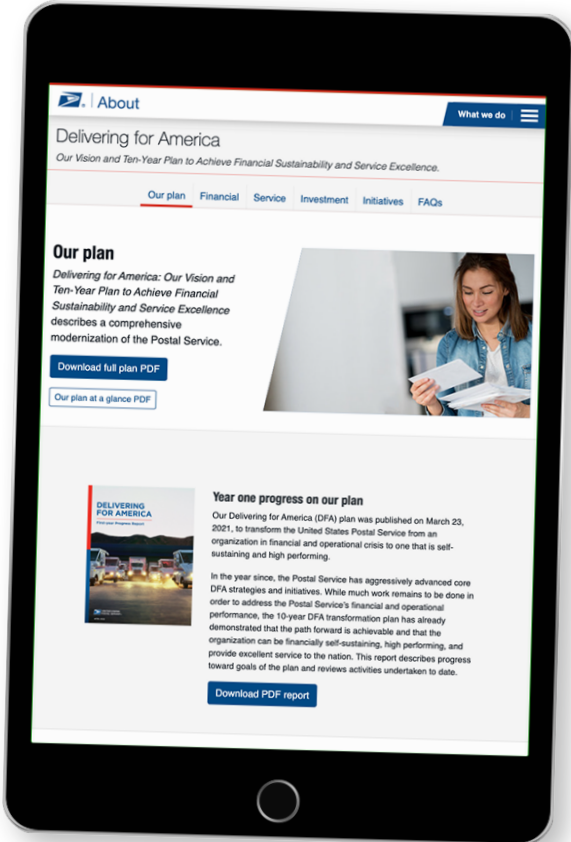 About
What we do
Delivering for America
Our Vision and Ten-Year Plan to Achieve Financial Sustainability and Service Excellence.
Our plan Financial Service Investment Initiatives FAQs
Our plan
Delivering for America: Our Vision and
Ten-Year Plan to Achieve Financial
Sustainability and Service Excellence
describes a comprehensive
modernization of the Postal Service.
Download full plan PDF
Our plan at a glance PDF
DELIVERING
FOR AMERICA
Year one progress on our plan
Our Delivering for America (DFA) plan was published on March 23,
2021, to transform the United States Postal Service from an
organization in financial and operational crisis to one that is self-
sustaining and high performing.
In the year since, the Postal Service has aggressively advanced core
DFA strategies and initiatives. While much work remains to be done in
order to address the Postal Service's financial and operational
performance, the 10-year DFA transformation plan has already
demonstrated that the path forward is achievable and that the
organization can be financially self-sustaining, high performing, and
provide excellent service to the nation. This report describes progress
toward goals of the plan and reviews activities undertaken to date.
Download PDF report